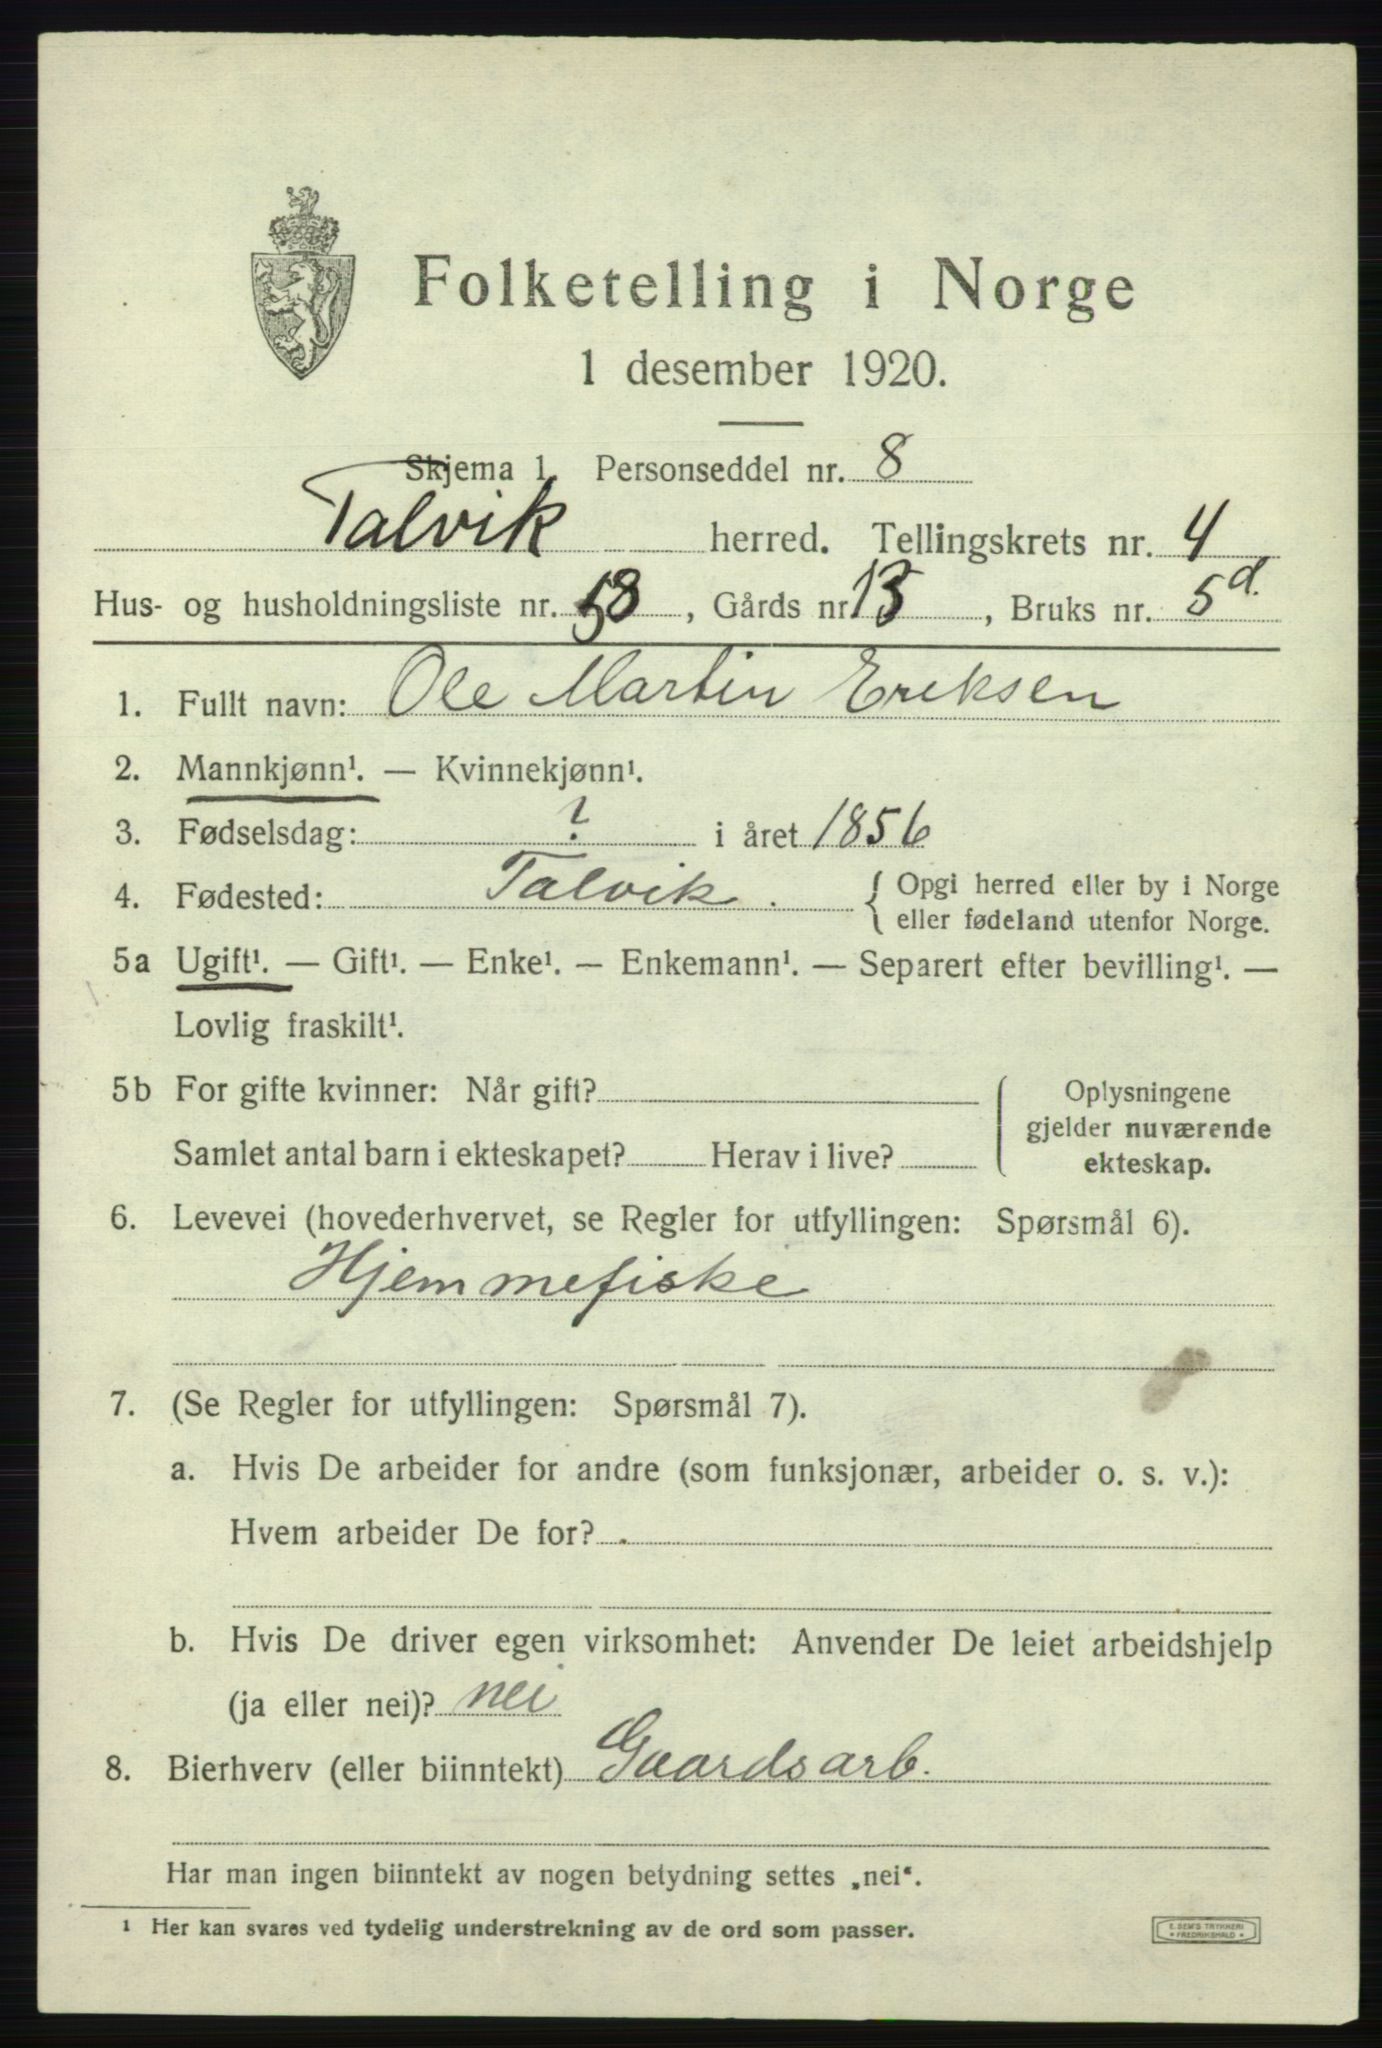 Folketelling i Norge
1 desember 1920.
Skjema 1. Personseddel nr. 8
Talvik herred. Tellingskrets nr. 4
Hus- og husholdningsliste nr. 58, Gårds nr. 13, Bruks nr. 5d.
1. Fullt navn: Ole Martin Eriksen
2. Mannkjønn¹. — Kvinnekjønn¹.
3. Fødselsdag: ? i året 1856
4. Fødested: Talvik. { Opgi herred eller by i Norge
eller fødeland utenfor Norge.
5a Ugift¹. — Gift¹. — Enke¹. — Enkemann¹. — Separert efter bevilling¹. —
Lovlig fraskilt¹.
5b For gifte kvinner: Når gift?
Samlet antal barn i ekteskapet? Herav i live?
Oplysningene
gjelder nuværende
ekteskap.
6. Levevei (hovederhvervet, se Regler for utfyllingen: Spørsmål 6).
Hjemmefiske
7. (Se Regler for utfyllingen: Spørsmål 7).
a. Hvis De arbeider for andre (som funksjonær, arbeider o. s. v.):
Hvem arbeider De for?
b. Hvis De driver egen virksomhet: Anvender De leiet arbeidshjelp
(ja eller nei)? nei
8. Bierhverv (eller biinntekt) Gaardsarb.
Har man ingen biinntekt av nogen betydning settes „nei“.
¹ Her kan svares ved tydelig understrekning av de ord som passer.
E. SEM'S TRYKKERI
* FREDRIKSHALD *